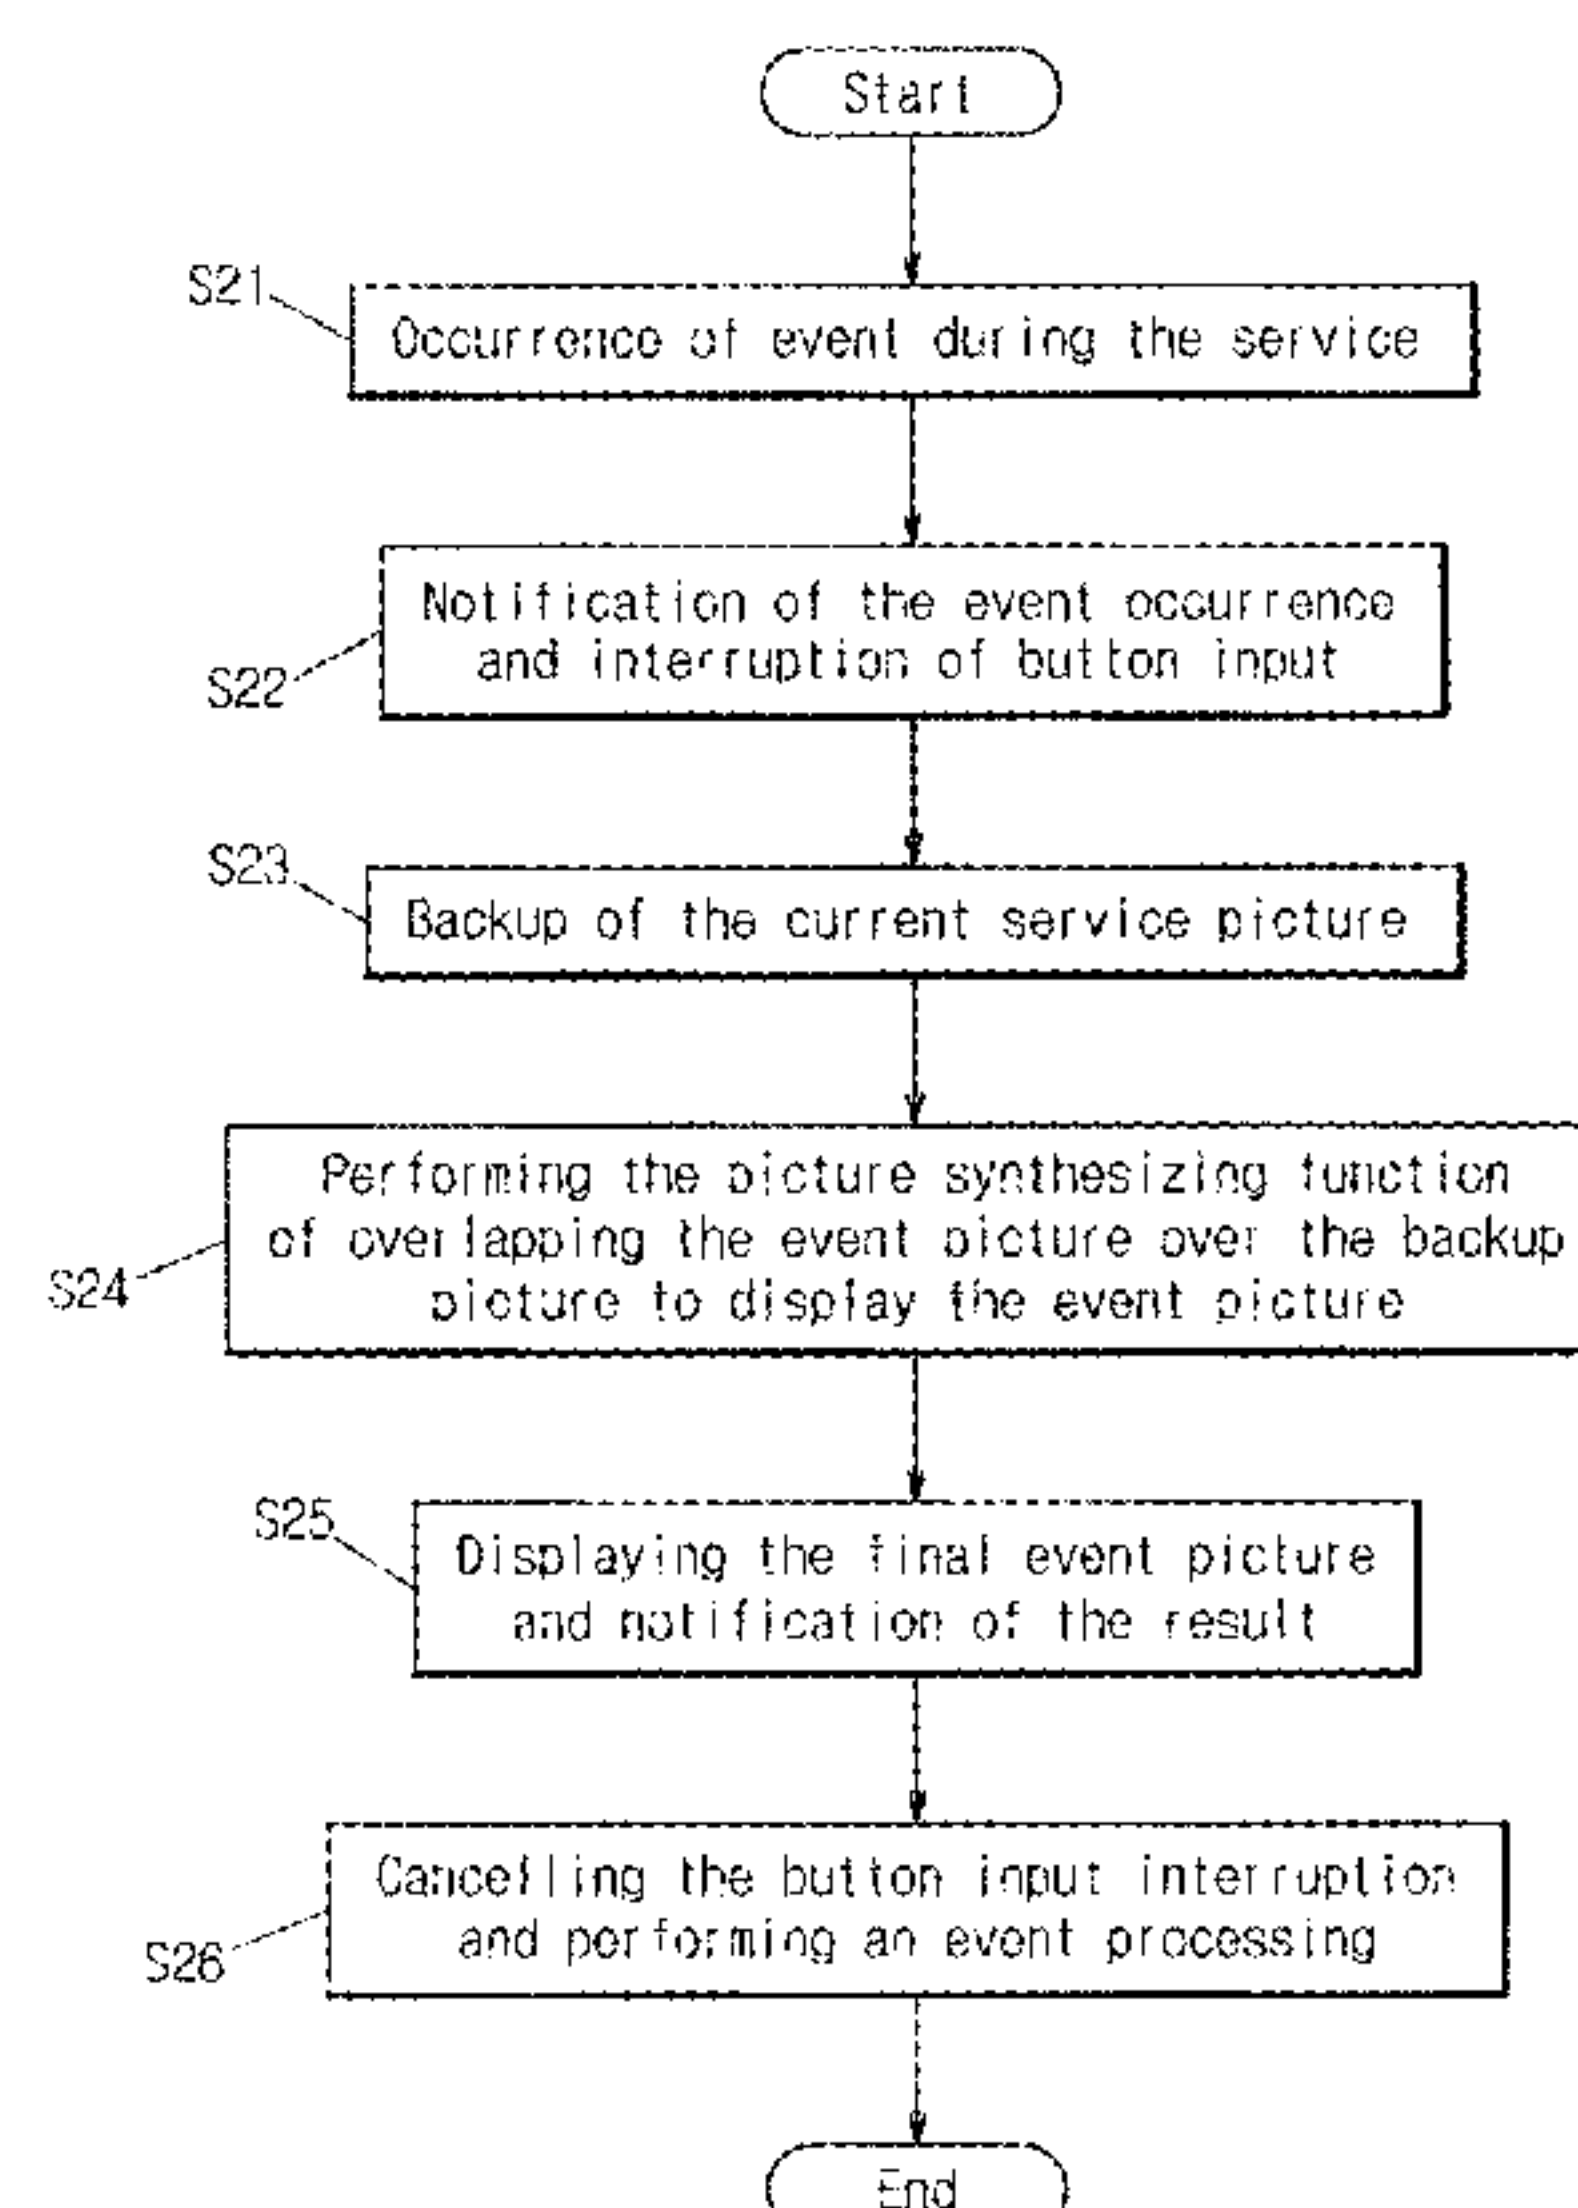 Start
S21
Occurrence of event during the service
Notification of the event occurrence
and interruption of button input
S22
S23
Backup of the current service picture
Performing the picture synthesizing function
of overlapping the event picture over the backup
picture to display the event picture
S24
S25
Displaying the final event picture
and notification of the result
Cancelling the button input interruption
and performing an event processing
S26
End